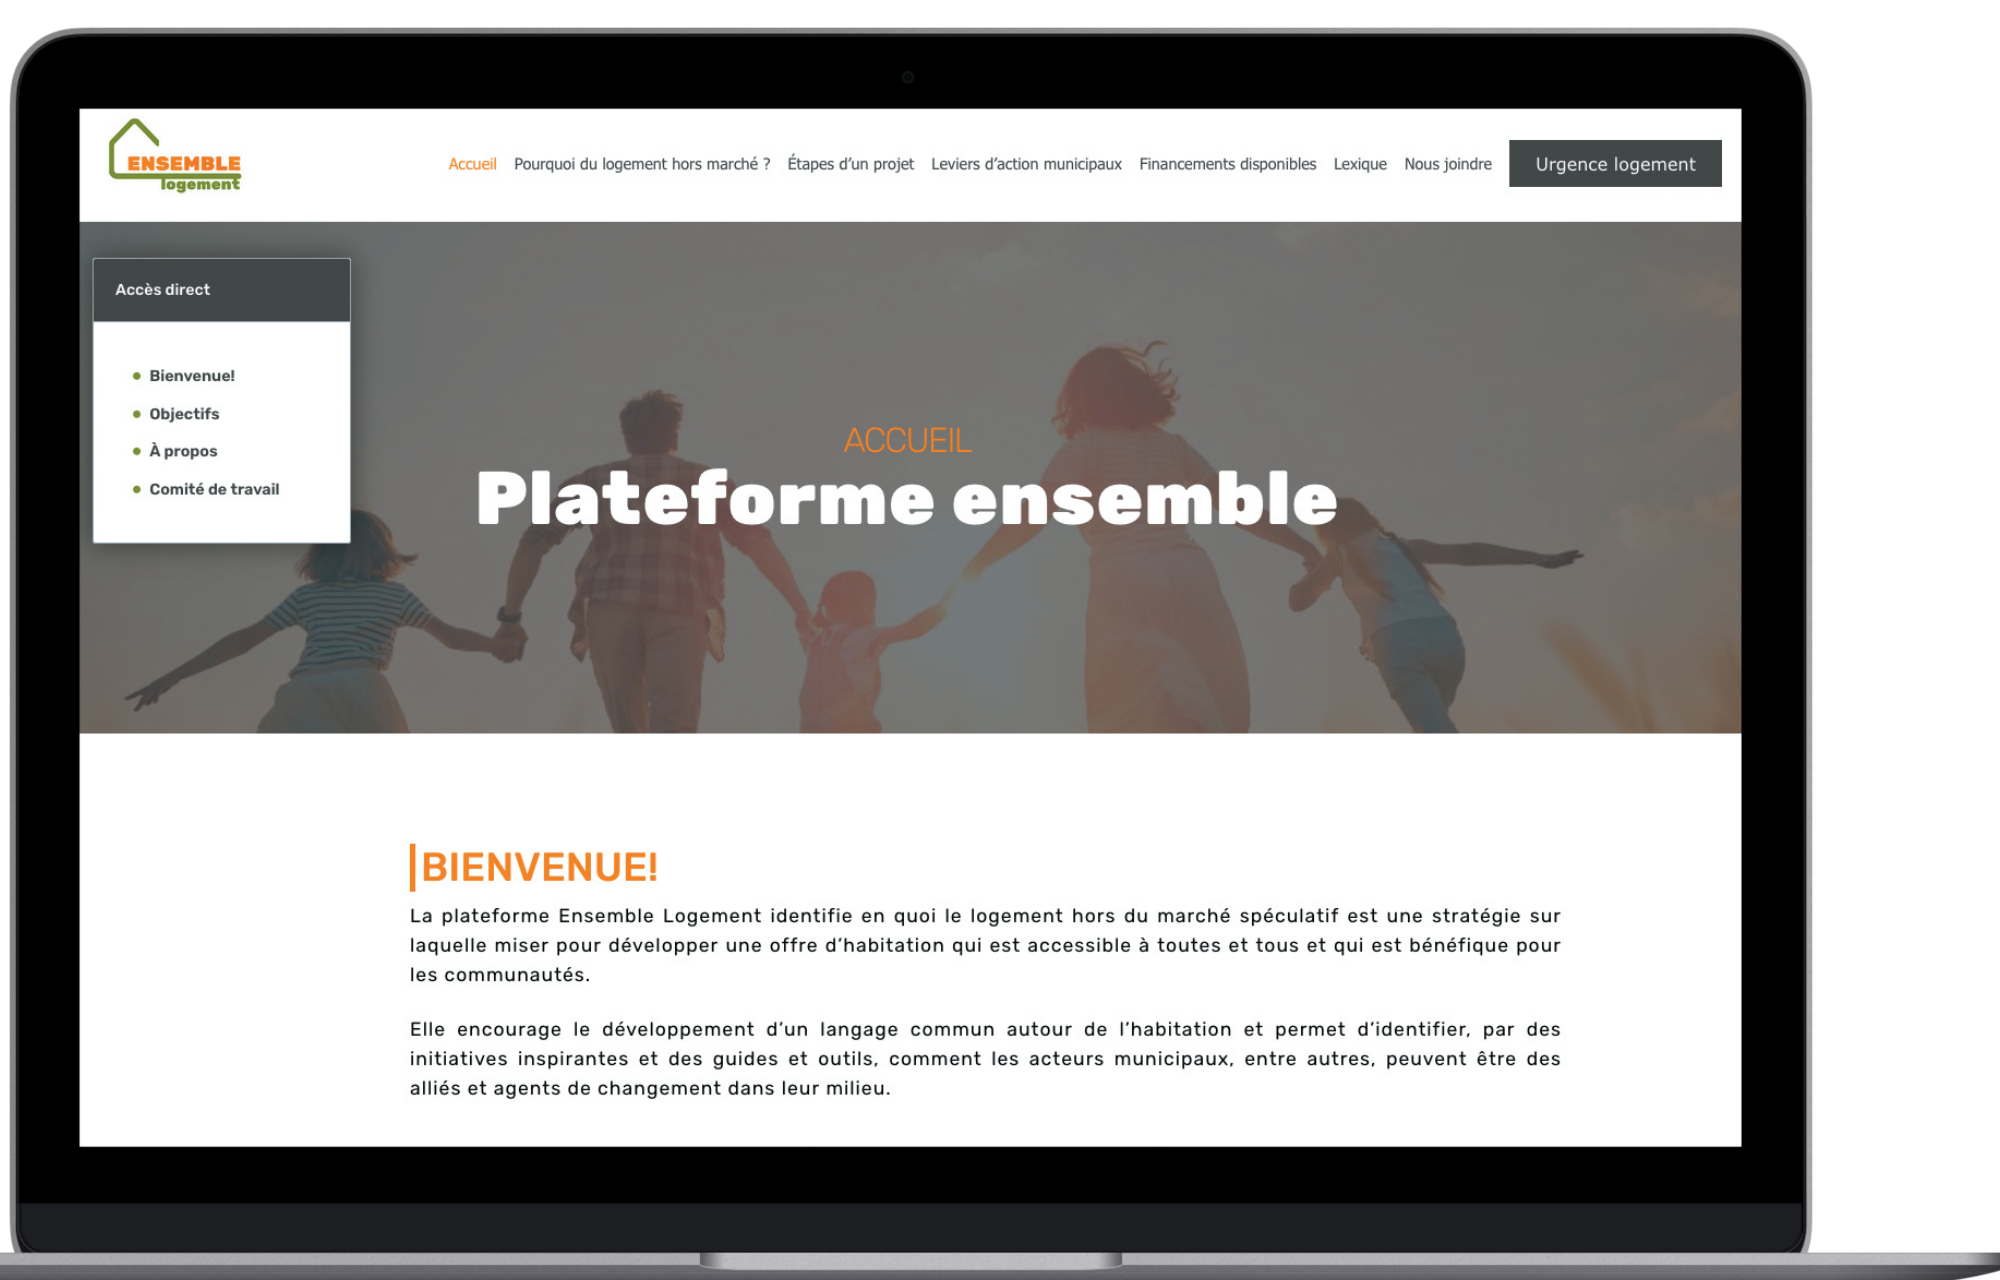 ENSEMBLE
logement
Accueil Pourquoi du logement hors marché ? Étapes d'un projet Leviers d'action municipaux Financements disponibles Lexique Nous joindre Urgence logement
Accès direct
Bienvenue!
Objectifs
À propos
Comité de travail
ACCUEIL
Plateforme ensemble
BIENVENUE!
La plateforme Ensemble Logement identifie en quoi le logement hors du marché spéculatif est une stratégie sur
laquelle miser pour développer une offre d'habitation qui est accessible à toutes et tous et qui est bénéfique pour
les communautés.
Elle encourage le développement d'un langage commun autour de l'habitation et permet d'identifier, par des
initiatives inspirantes et des guides et outils, comment les acteurs municipaux, entre autres, peuvent être des
alliés et agents de changement dans leur milieu.